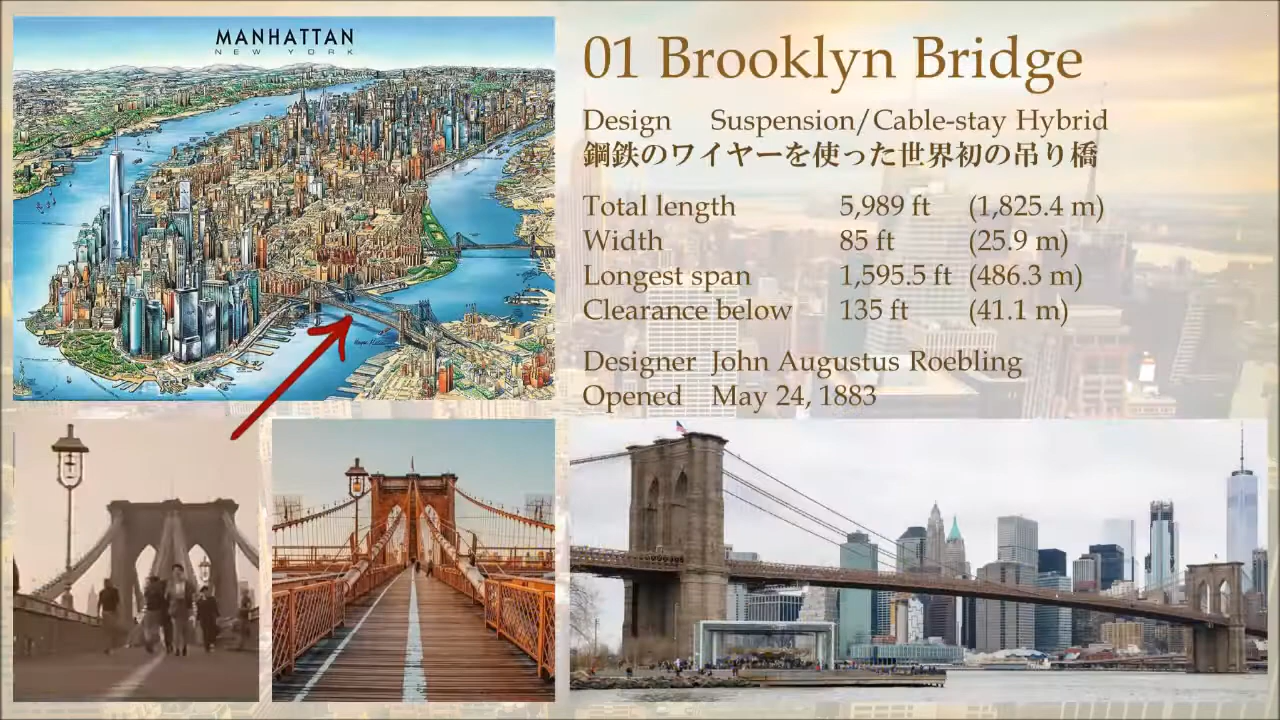 MANHATTAN
NEW YORK
01 Brooklyn Bridge
Design Suspension/Cable-stay Hybrid
鋼鉄のワイヤーを使った世界初の吊り橋
Total length 5,989 ft (1,825.4 m)
Width 85 ft (25.9 m)
Longest span 1,595.5 ft (486.3 m)
Clearance below 135 ft (41.1 m)
Designer John Augustus Roebling
Opened May 24, 1883